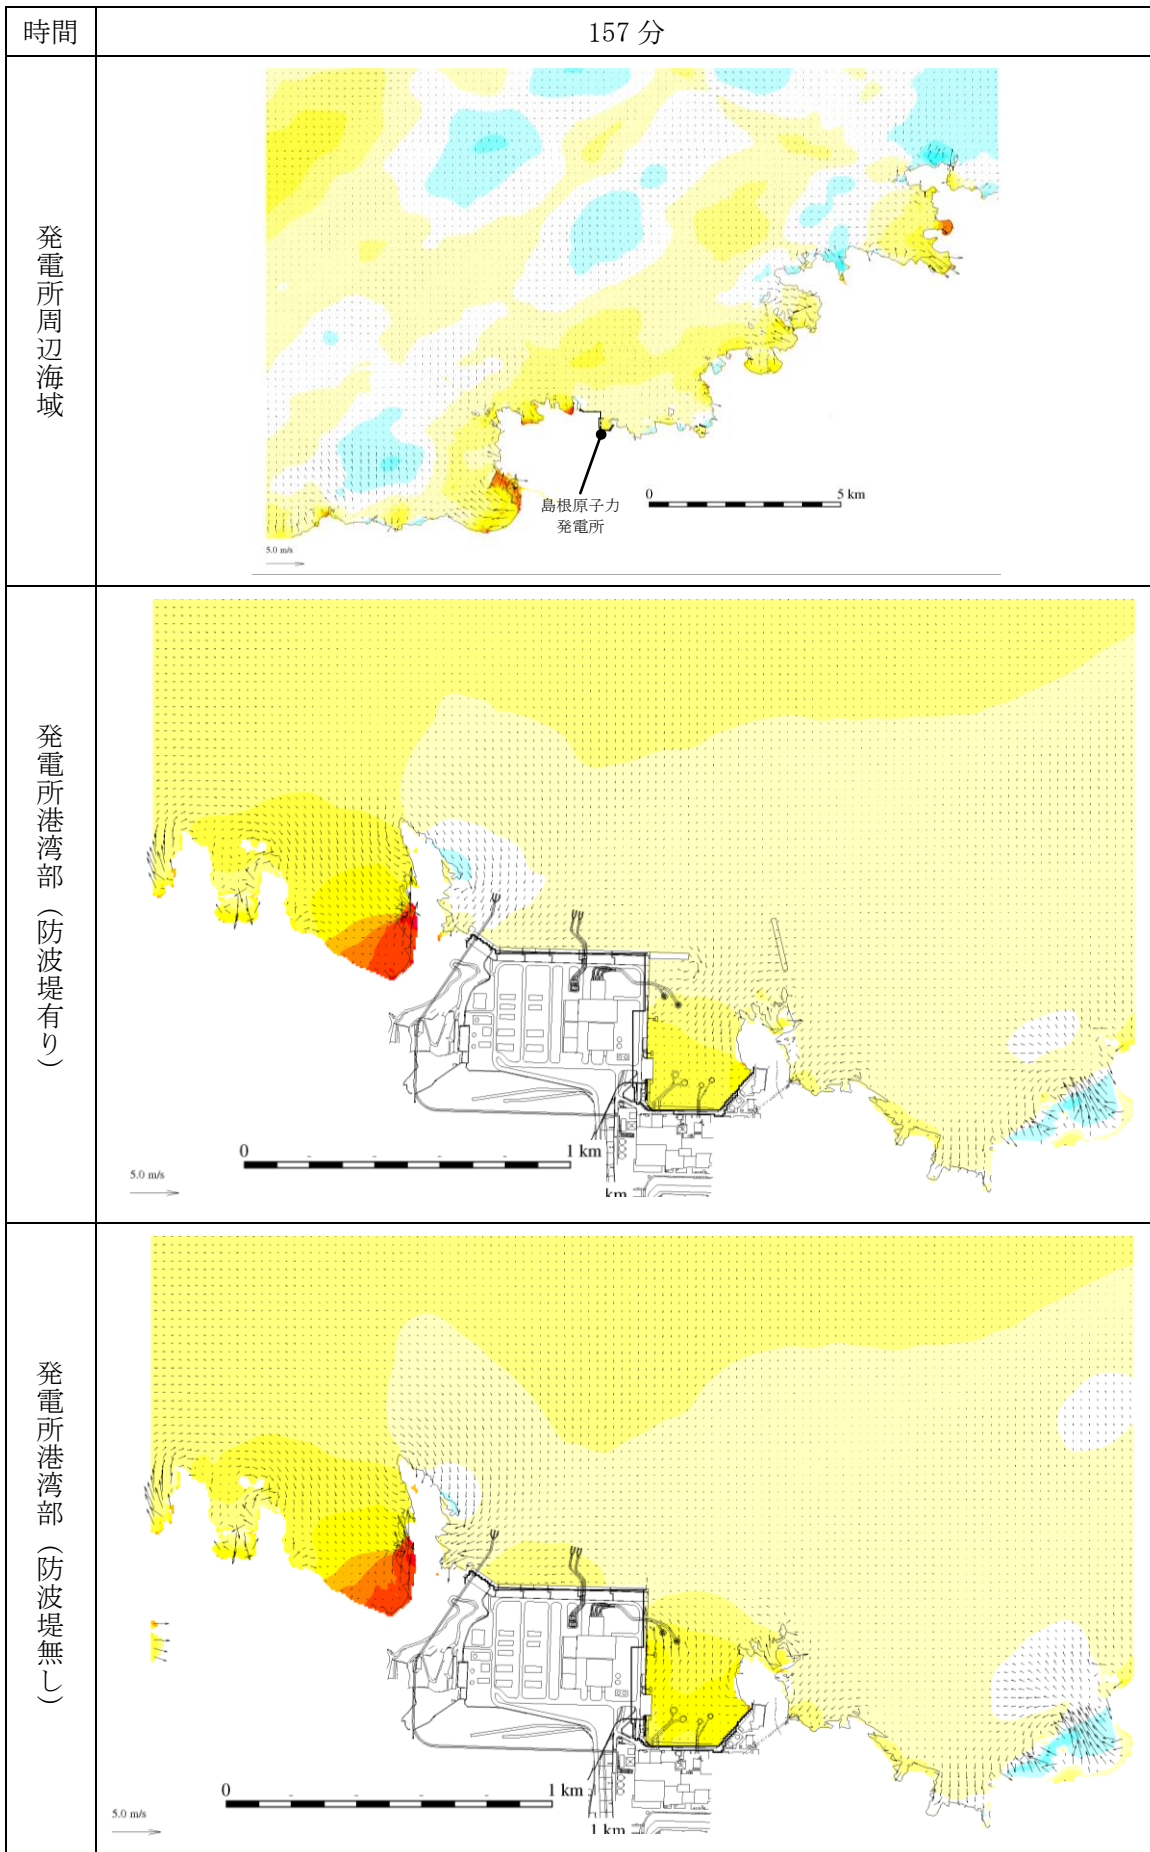 時間
157 分
発電所周辺海域
島根原子力
発電所
0
5 km
5.0 m/s
発電所港湾部（防波堤有り）
0
1 km
5.0 m/s
km
発電所港湾部（防波堤無し）
0
1 km
5.0 m/s
1 km